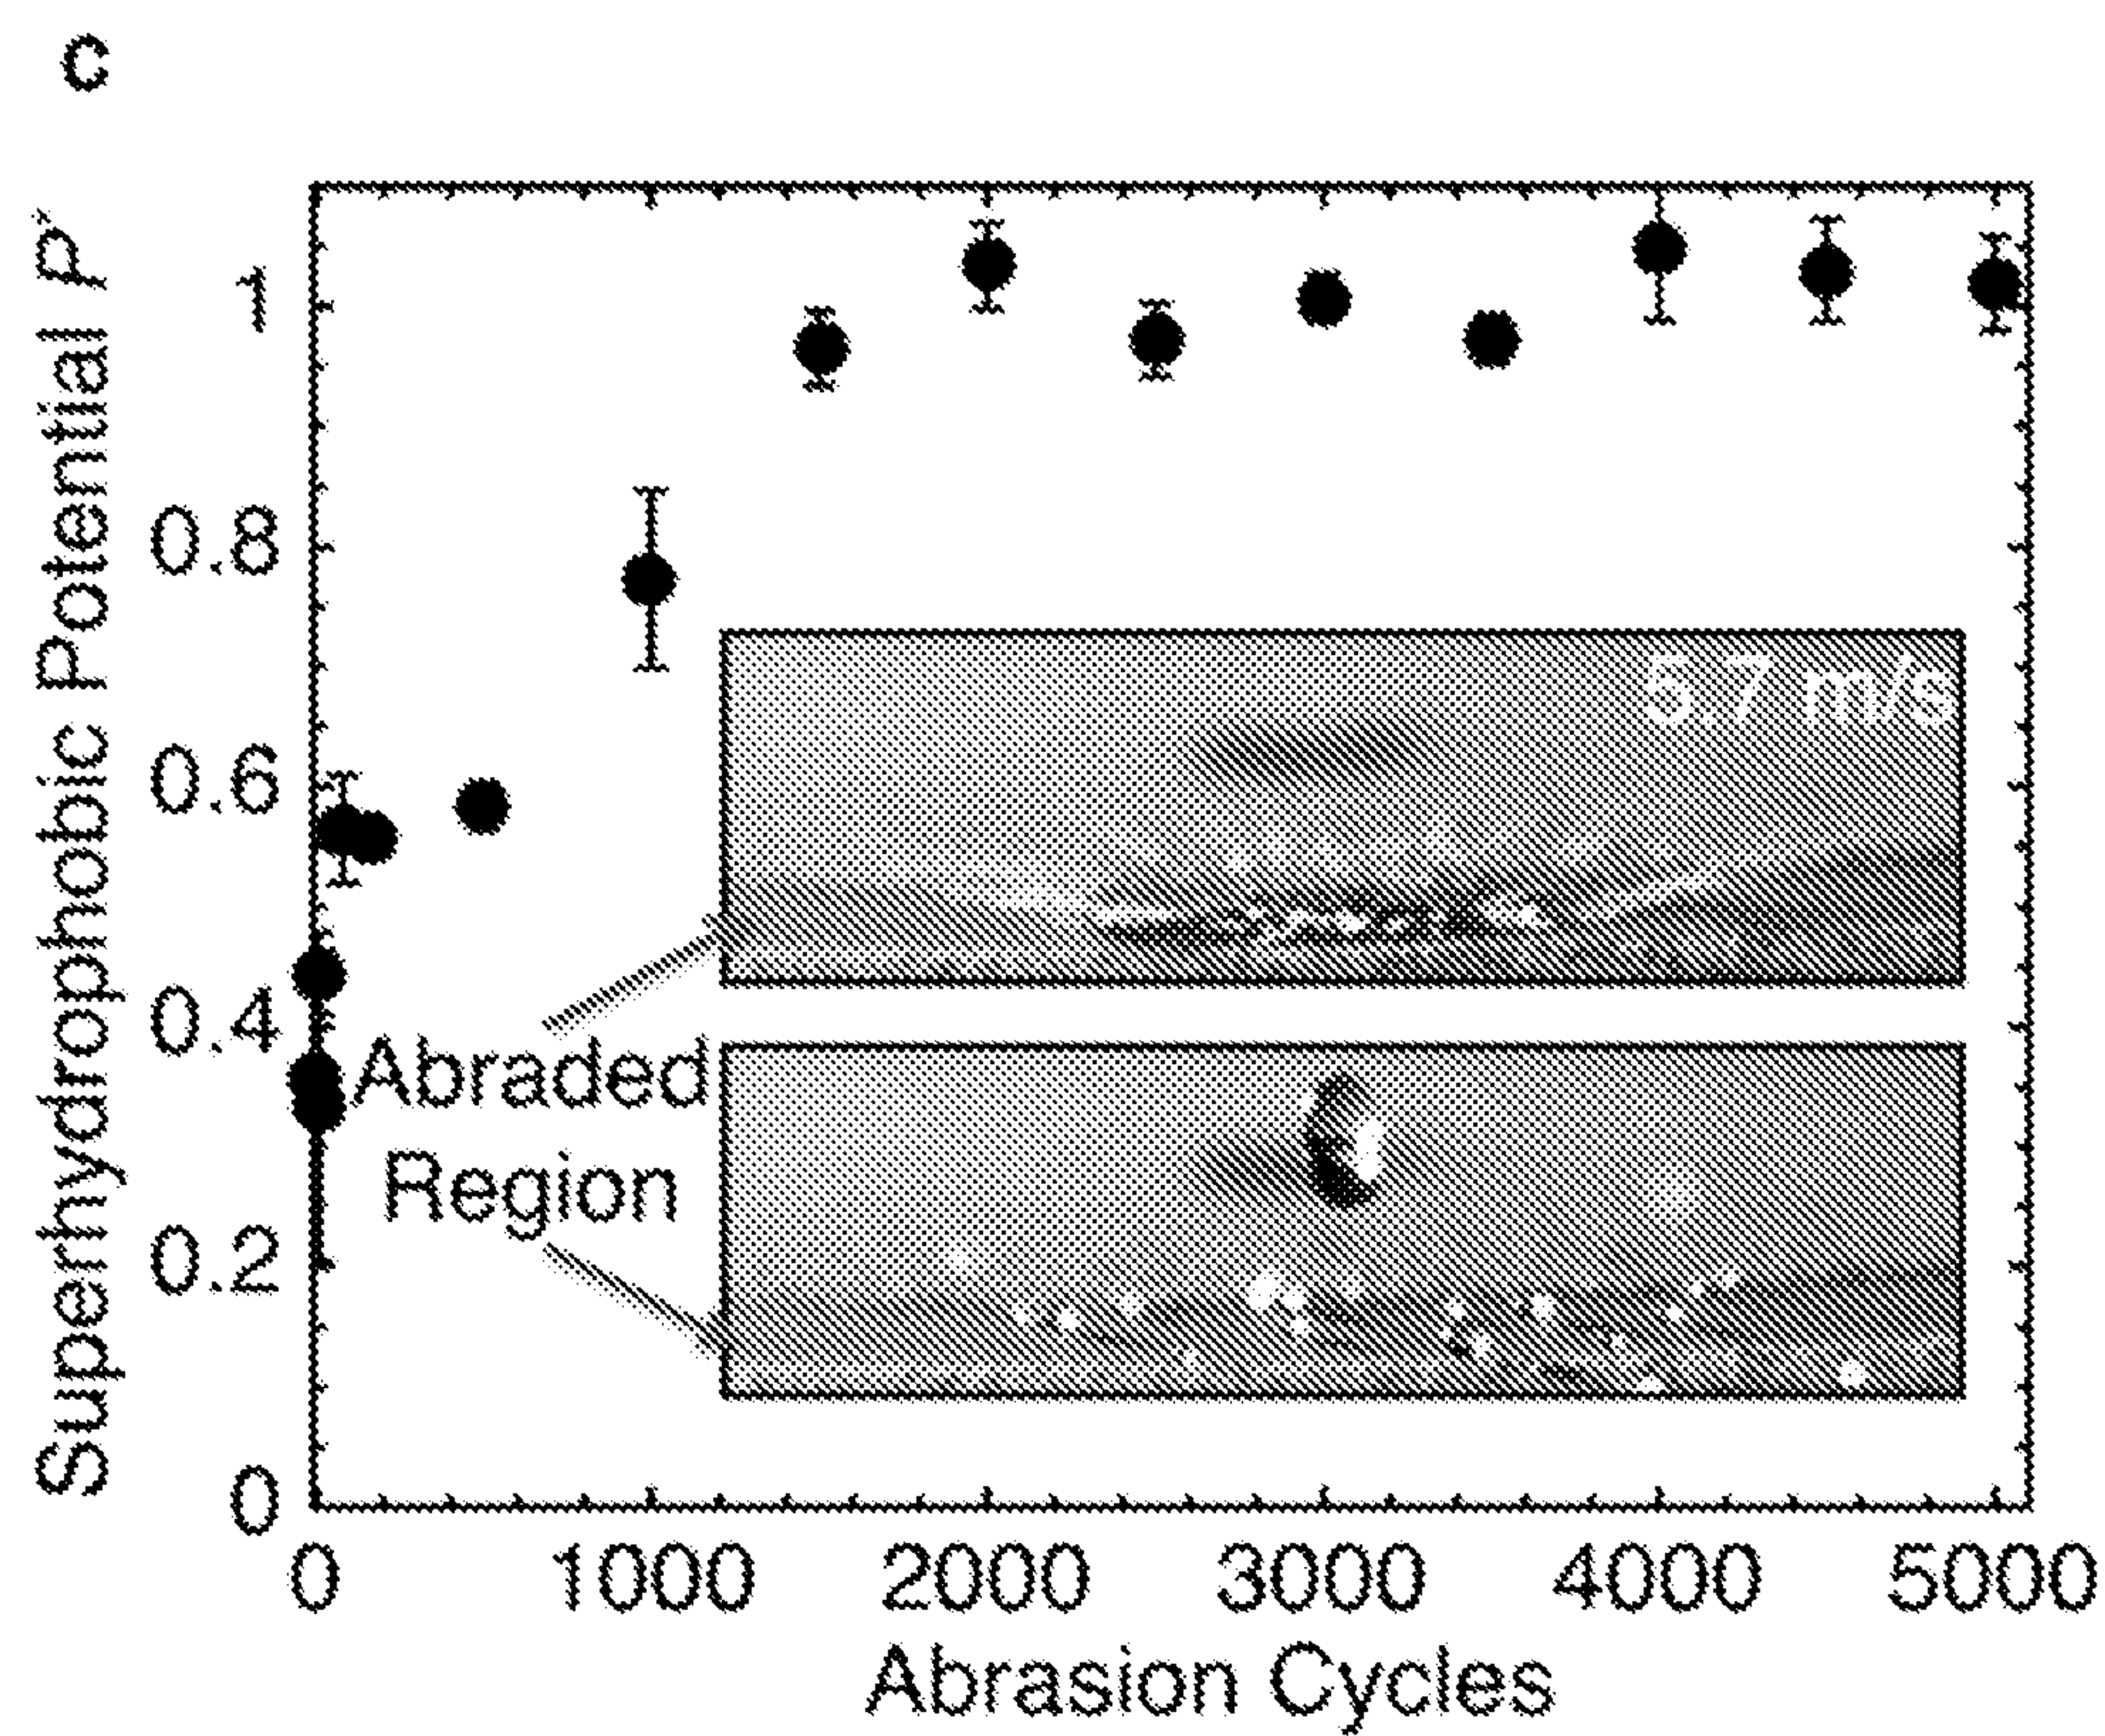 c
Superhydrophobic Potential P*
1
0.8
0.6
0.4
0.2
0
5.7 m/s
Abraded
Region
0
1000
2000
3000
4000
5000
Abrasion Cycles